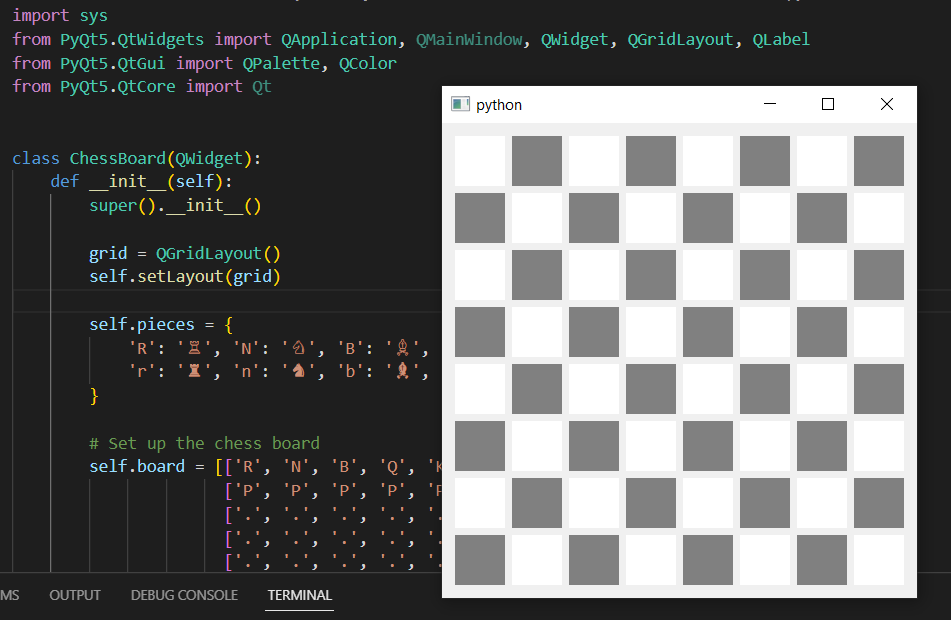 import sys
from PyQt5.QtWidgets import QApplication, QMainWindow, QWidget, QGridLayout, QLabel
from PyQt5.QtGui import QPalette, QColor
from PyQt5.QtCore import Qt
python
class ChessBoard(QWidget):
def __init__(self):
super().__init__()
grid = QGridLayout()
self.setLayout(grid)
self.pieces = {
'R': '♖', 'N': '♘', 'B': '♗',
'r': '♜', 'n': '♞', 'b': '♝',
}
# Set up the chess board
self.board = [['R', 'N', 'B', 'Q', 'K
['P', 'P', 'P', 'P', 'P
['.', '.', '.', '.', '.
['.', '.', '.', '.', '.
['.', '.', '.', '.', '.
MS OUTPUT DEBUG CONSOLE TERMINAL